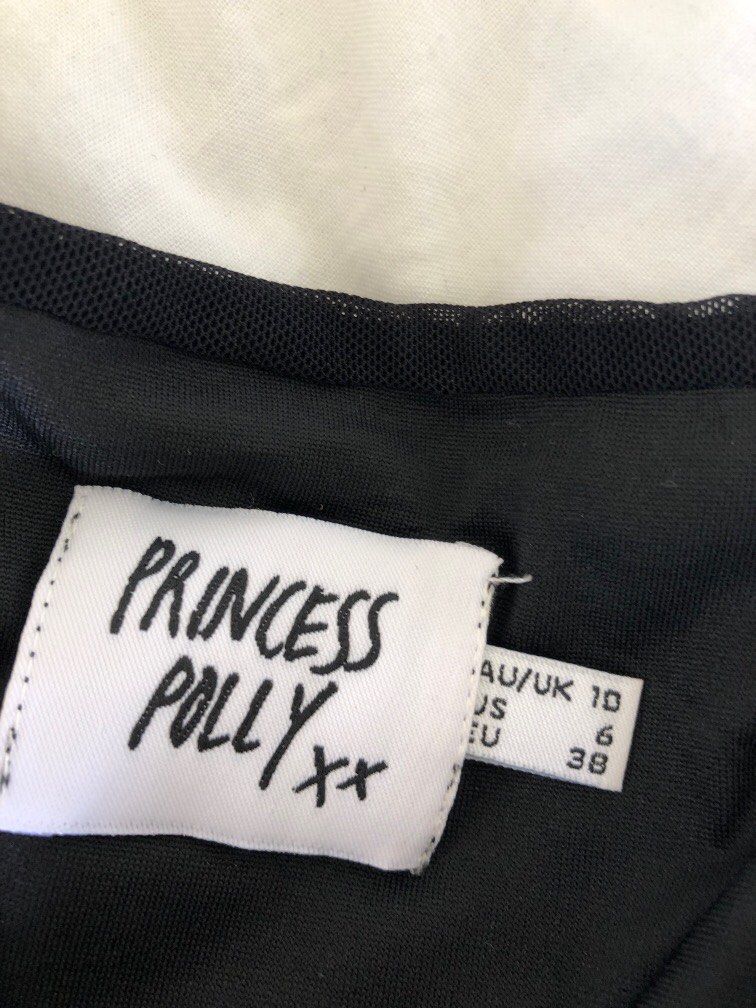 PRINCESS
POLLY
xx
AU/UK 10
US 6
EU 38